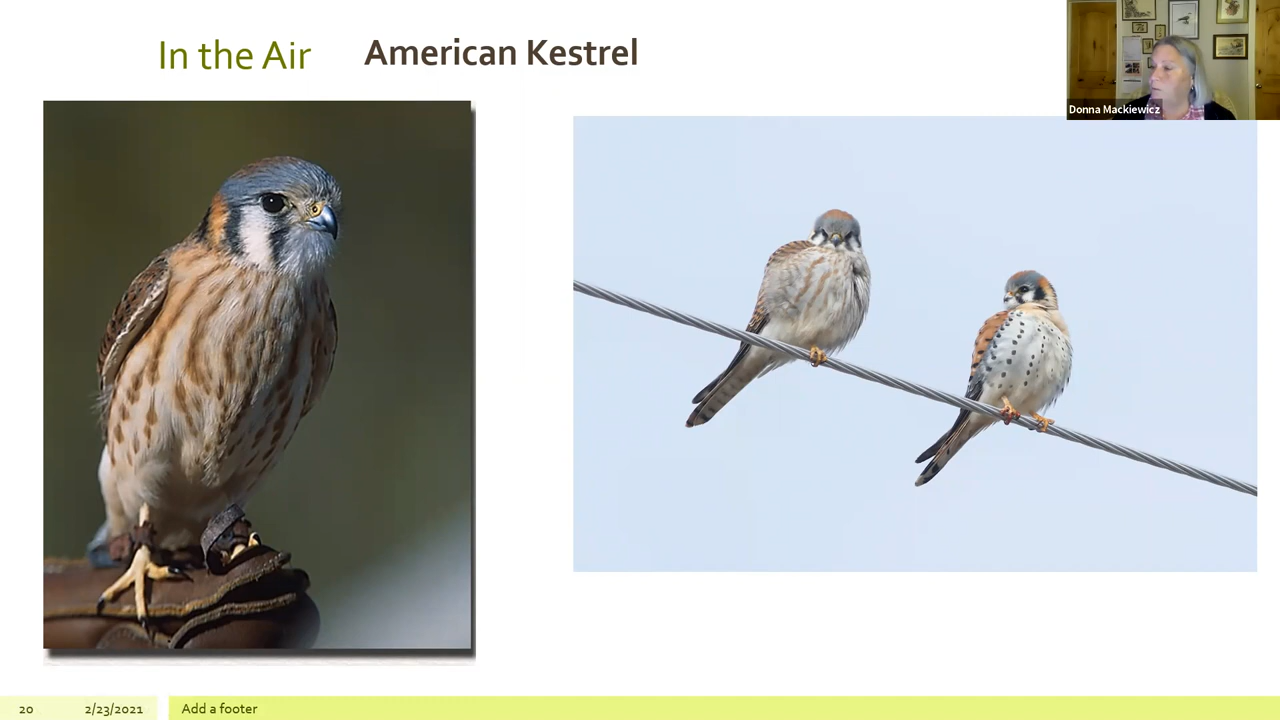 In the Air
American Kestrel
Donna Mackiewicz
20
2/23/2021
Add a footer